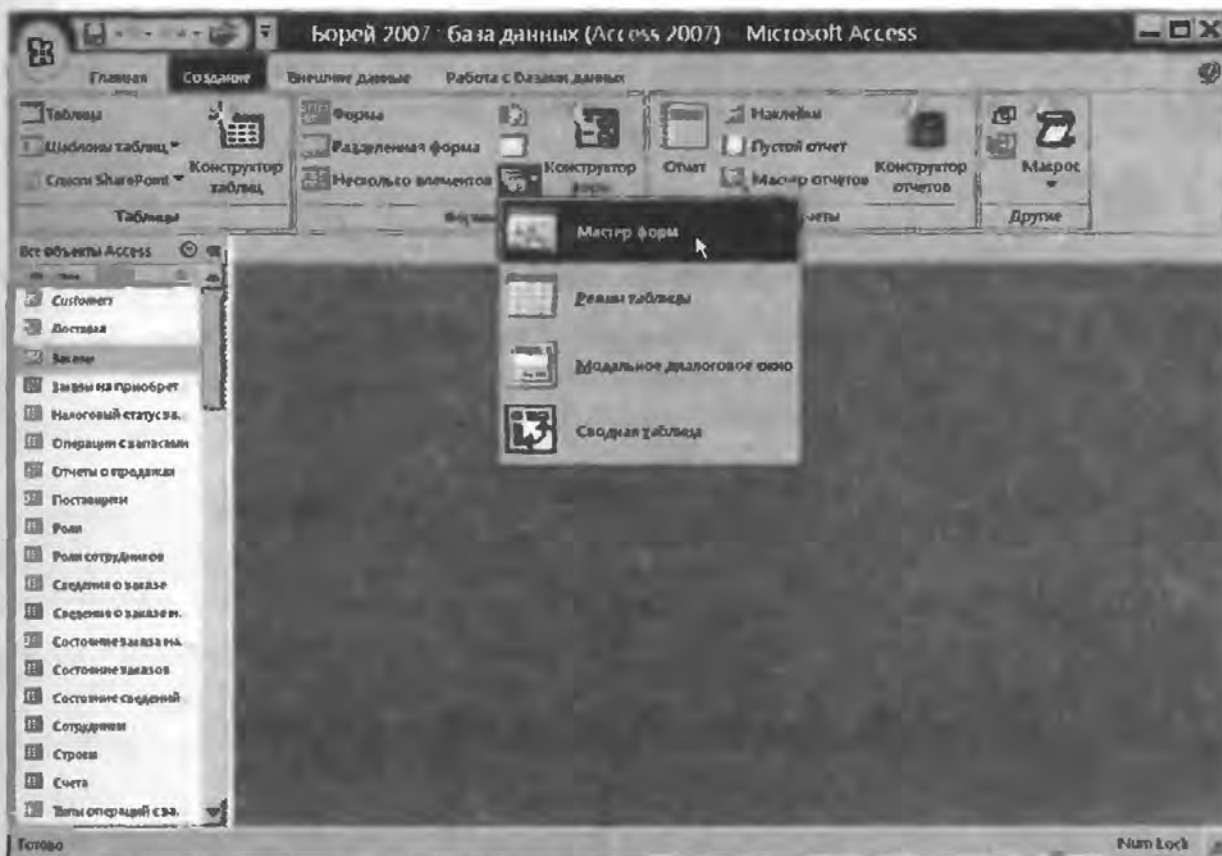 Борей 2007 : база данных (Access 2007) Microsoft Access
Главная Создание Внешние данные Работа с базами данных
Таблица
Шаблоны таблиц
Списки SharePoint
Конструктор таблиц
Таблицы
Форма
Разделенная форма
Несколько элементов
Конструктор форм
Отчет
Наклейки
Пустой отчет
Мастер отчетов
Конструктор отчетов
Макрос
Другие
Мастер форм
Режим таблицы
Модальное диалоговое окно
Сводная таблица
Все объекты Access
Customers
Доставка
Заказы
Заказы на приобрет
Налоговый статус за.
Операции с запасами
Отчеты о продажах
Поставщики
Роли
Роли сотрудников
Сведения о заказе
Сведения о заказе н.
Состояние заказа на.
Состояние заказов
Состояние сведений
Сотрудники
Строки
Счета
Типы операций с за.
Готово
Num Lock